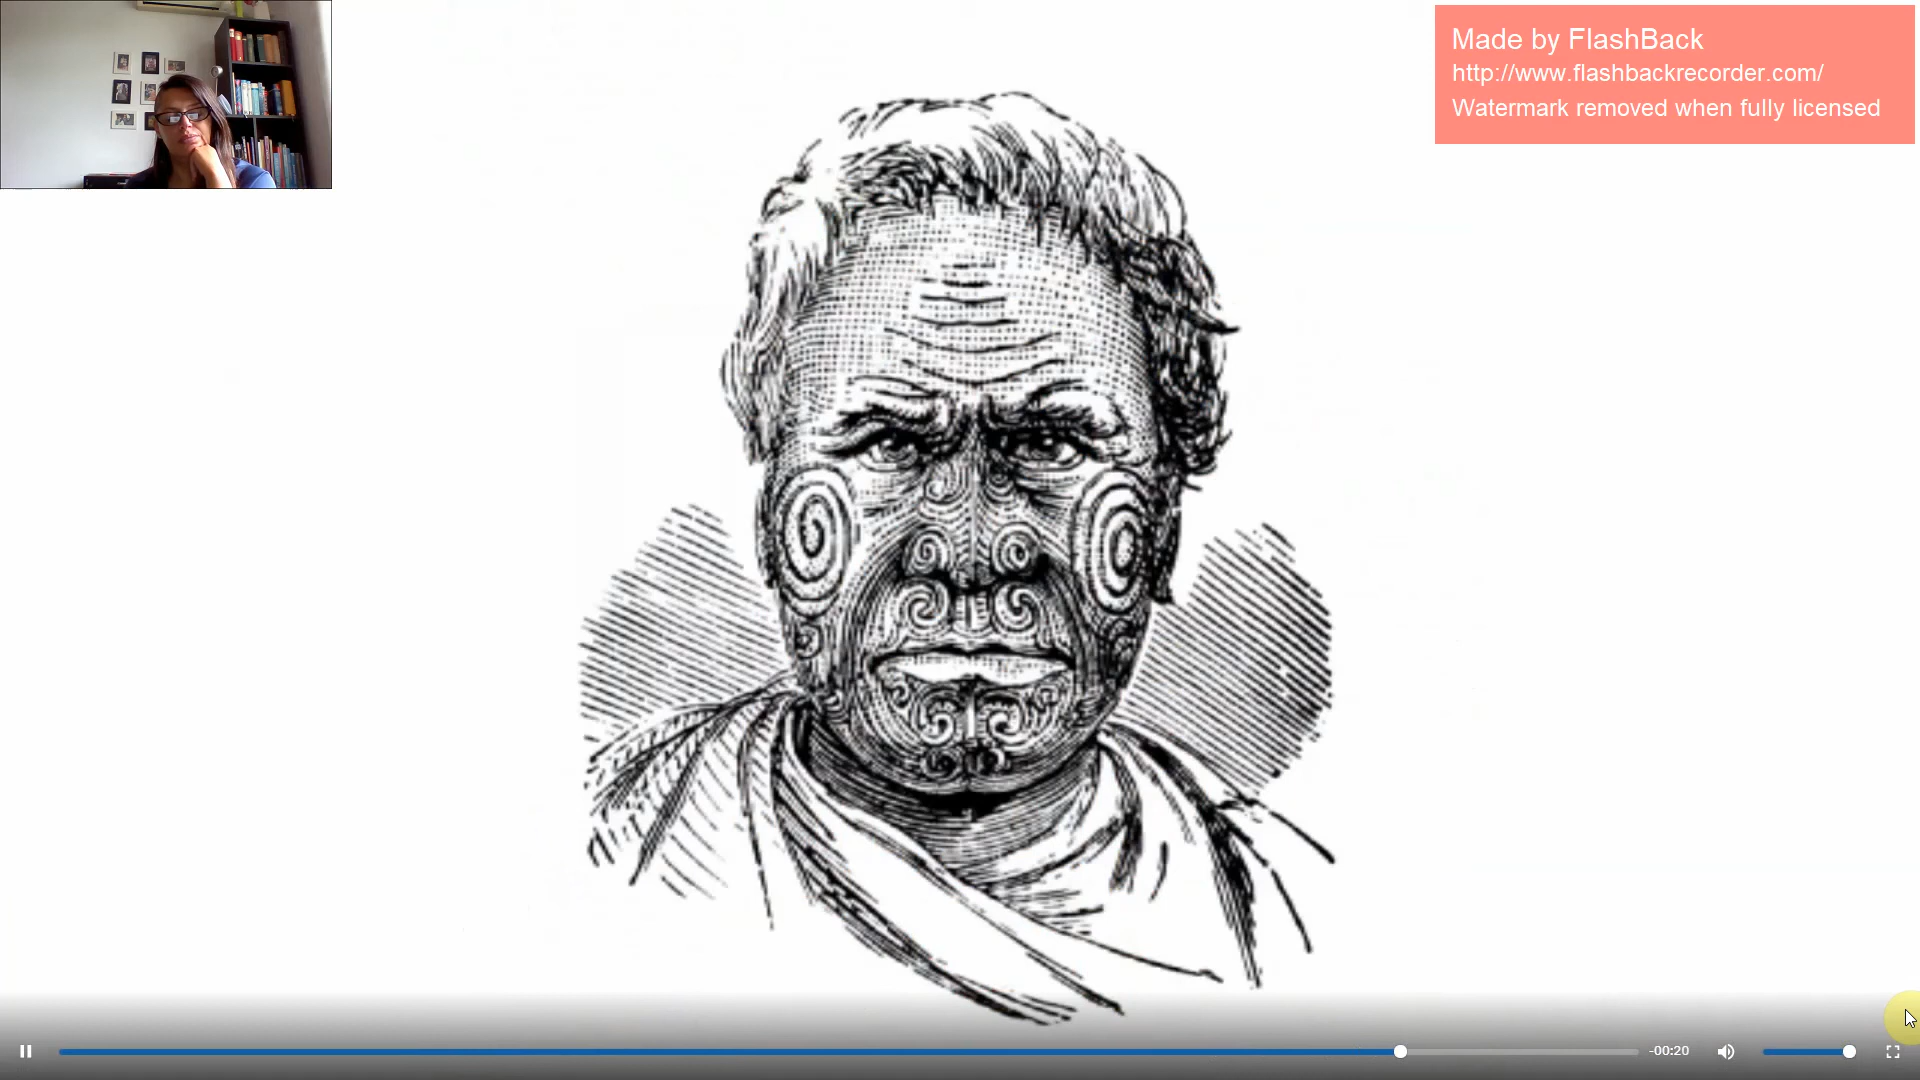 Made by FlashBack
http://www.flashbackrecorder.com/
Watermark removed when fully licensed
-00:20